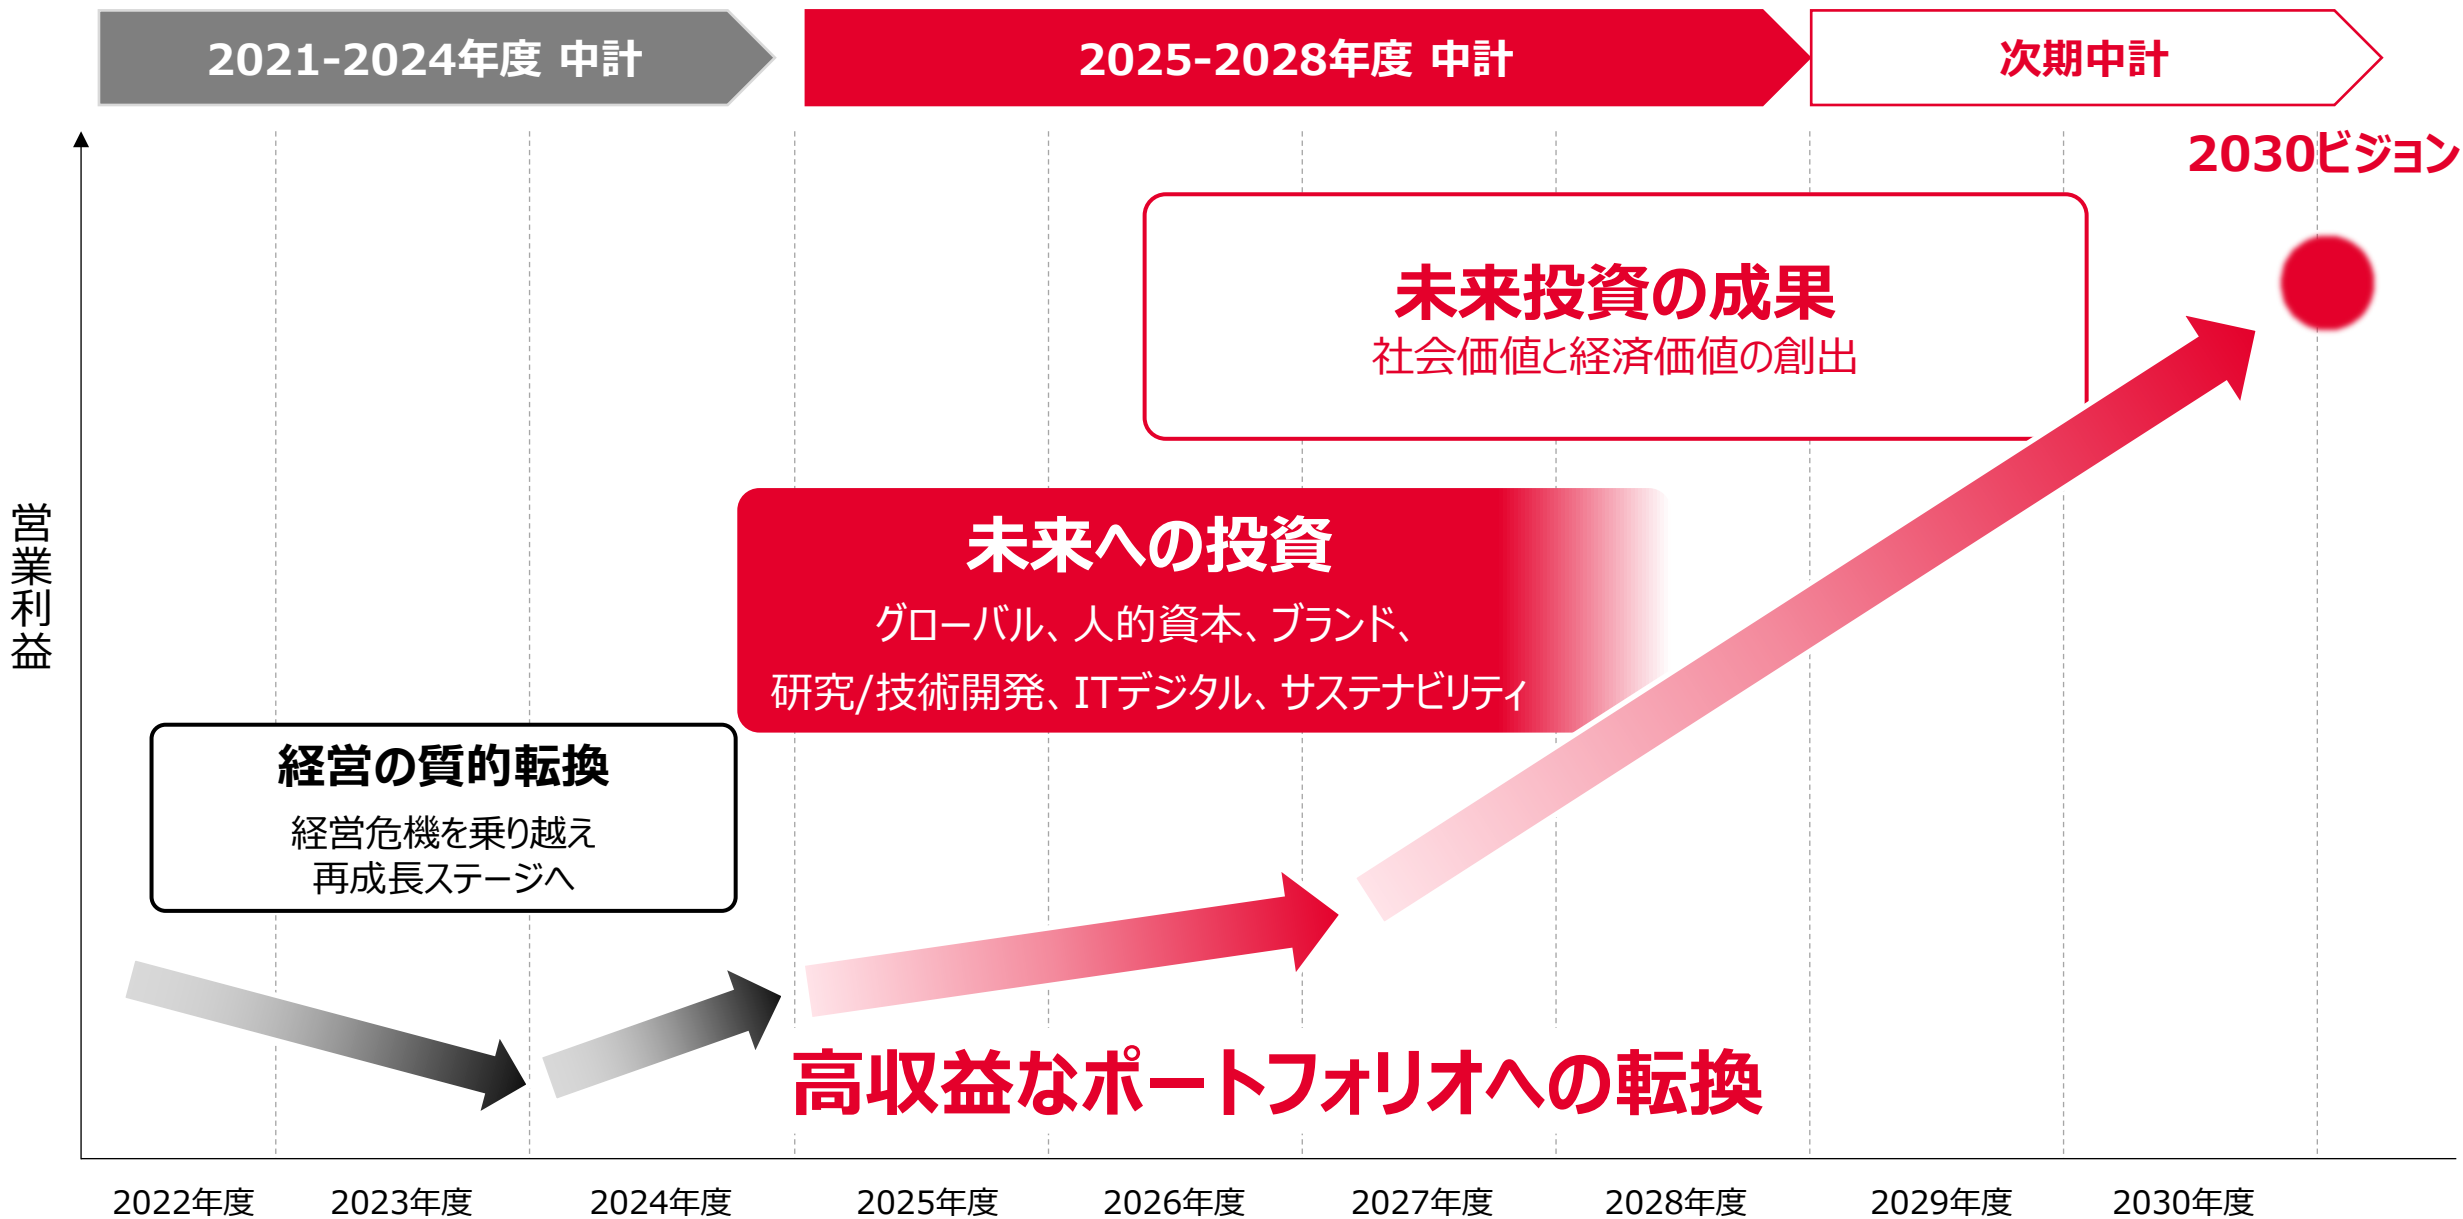 2021-2024年度 中計
2025-2028年度 中計
次期中計
2030ビジョン
未来投資の成果
社会価値と経済価値の創出
営業利益
未来への投資
グローバル、人的資本、ブランド、
研究/技術開発、ITデジタル、サステナビリティ
経営の質的転換
経営危機を乗り越え
再成長ステージへ
高収益なポートフォリオへの転換
2022年度
2023年度
2024年度
2025年度
2026年度
2027年度
2028年度
2029年度
2030年度